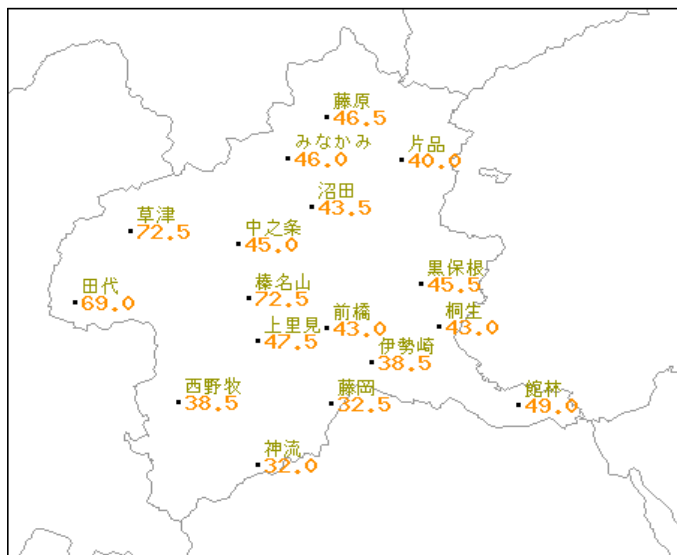 藤原
46.5
みなかみ
46.0
片品
40.0
沼田
43.5
草津
72.5
中之条
45.0
黒保根
45.5
田代
69.0
榛名山
72.5
前橋
43.0
桐生
43.0
上里見
47.5
伊勢崎
38.5
西野牧
38.5
藤岡
32.5
館林
49.0
神流
32.0